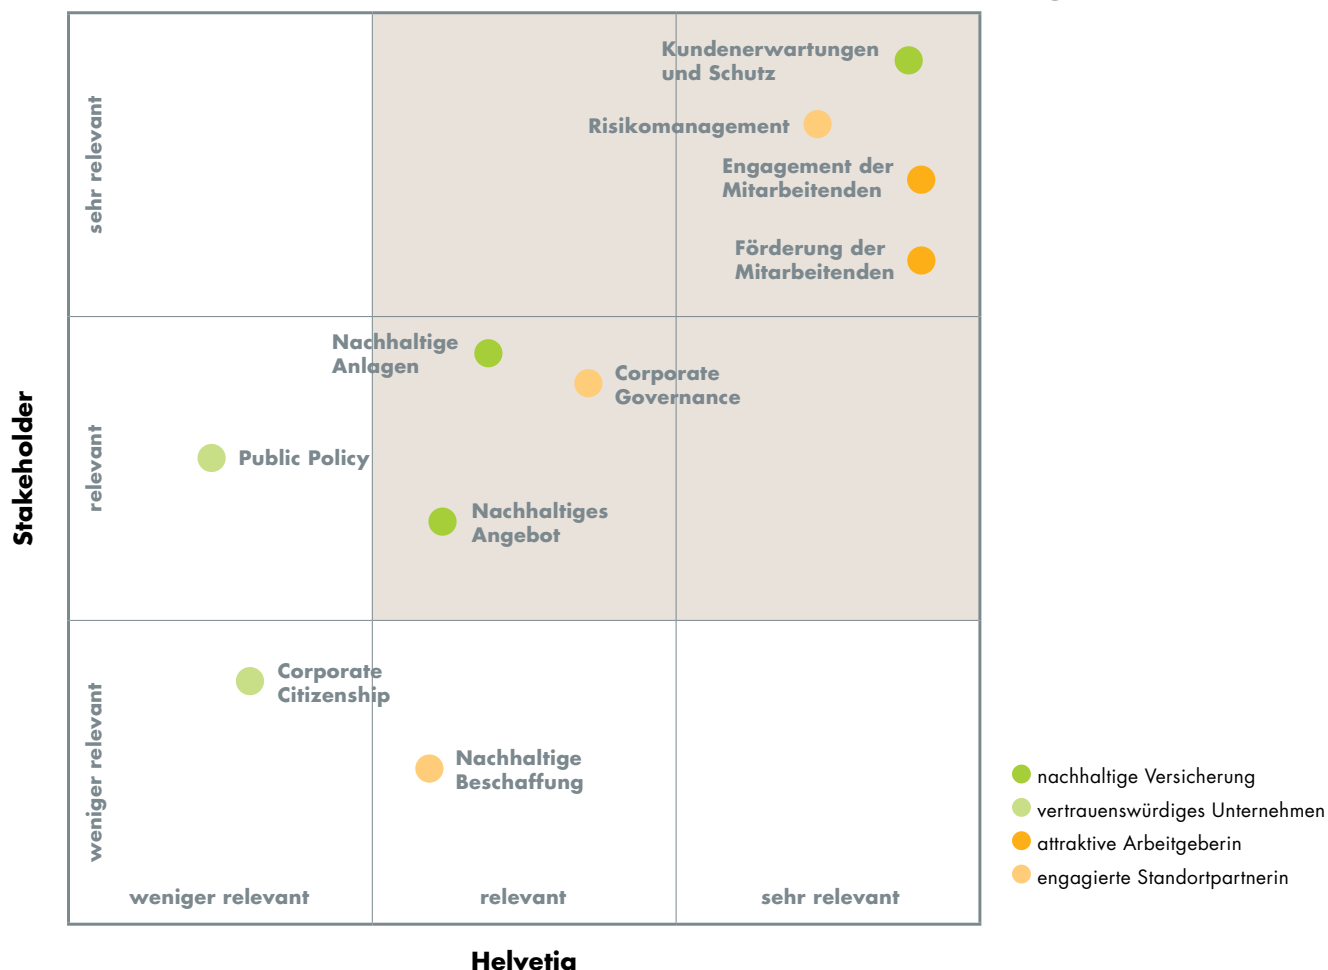 Kundenerwartungen
und Schutz
Risikomanagement
Engagement der
Mitarbeitenden
Förderung der
Mitarbeitenden
sehr relevant
Nachhaltige
Anlagen
Corporate
Governance
Public Policy
Nachhaltiges
Angebot
relevant
Stakeholder
Corporate
Citizenship
Nachhaltige
Beschaffung
weniger relevant
weniger relevant
relevant
sehr relevant
Helvetia
nachhaltige Versicherung
vertrauenswürdiges Unternehmen
attraktive Arbeitgeberin
engagierte Standortpartnerin